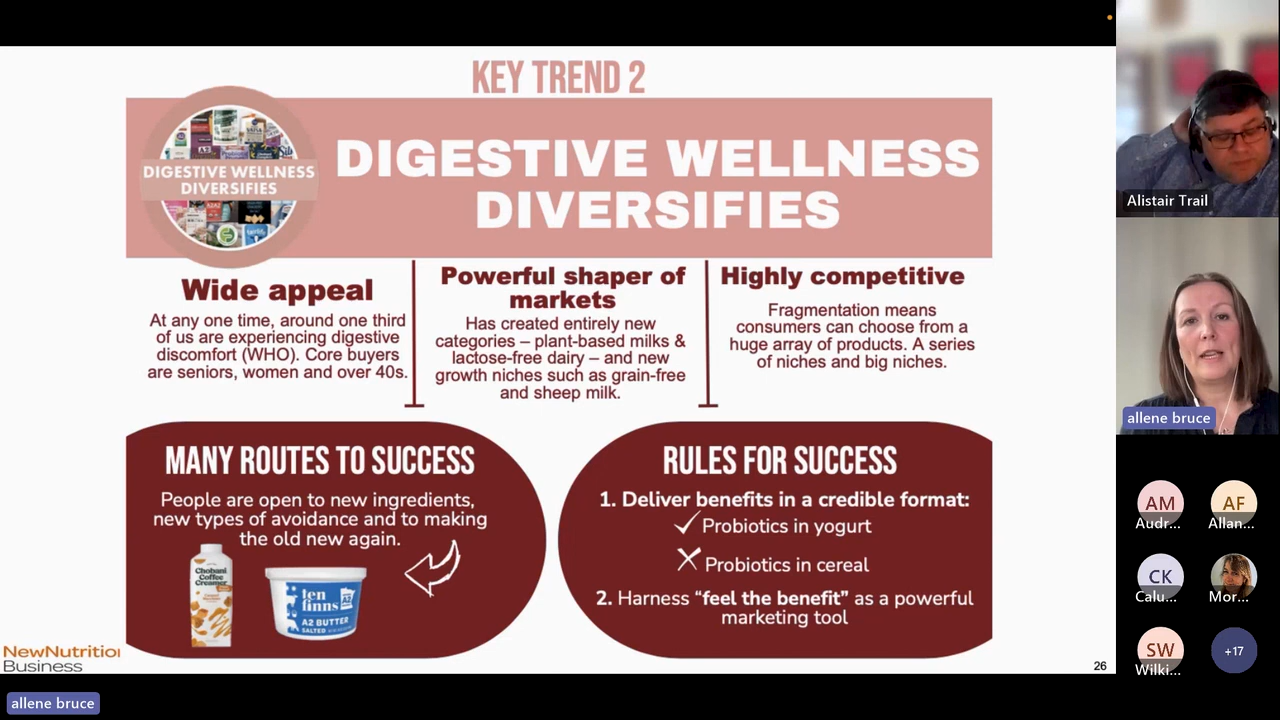 KEY TREND 2
DIGESTIVE WELLNESS
DIVERSIFIES
DIGESTIVE WELLNESS
DIVERSIFIES
Wide appeal
At any one time, around one third
of us are experiencing digestive
discomfort (WHO). Core buyers
are seniors, women and over 40s.
Powerful shaper of
markets
Has created entirely new
categories – plant-based milks &
lactose-free dairy – and new
growth niches such as grain-free
and sheep milk.
Highly competitive
Fragmentation means
consumers can choose from a
huge array of products. A series
of niches and big niches.
MANY ROUTES TO SUCCESS
People are open to new ingredients,
new types of avoidance and to making
the old new again.
Chobani
Coffee
Creamer
ten
finns
A2
A2 BUTTER
SALTED
RULES FOR SUCCESS
1. Deliver benefits in a credible format:
Probiotics in yogurt
Probiotics in cereal
2. Harness “feel the benefit” as a powerful
marketing tool
NewNutrition
Business
26
allene bruce
Alistair Trail
allene bruce
AM
Audr...
AF
Allan...
CK
Calu...
Mor...
SW
Wilki...
+17